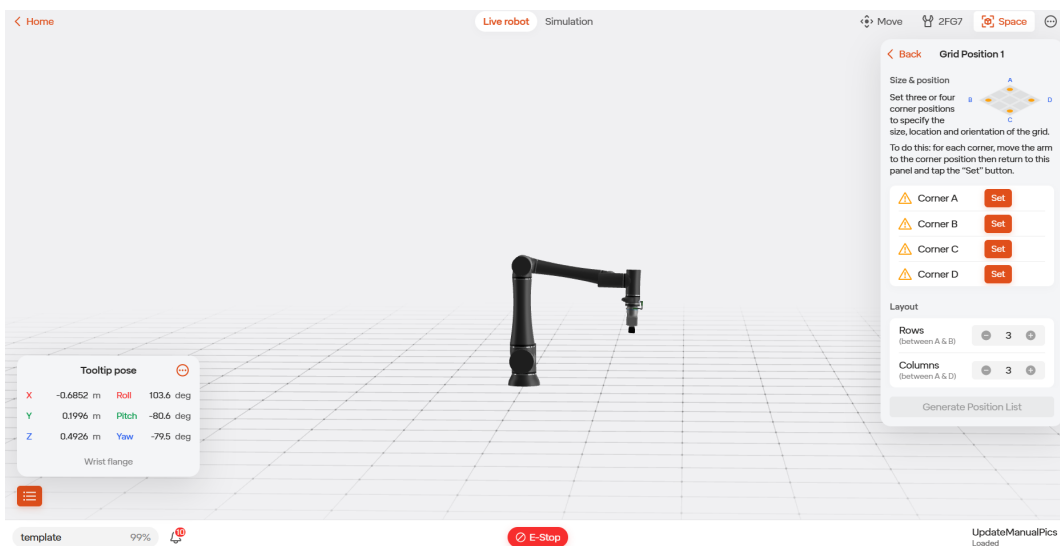 Home
Live robot Simulation
Move 2FG7 Space
Back Grid Position 1
Size & position
Set three or four
corner positions
to specify the
size, location and orientation of the grid.
A
B D
C
To do this: for each corner, move the arm
to the corner position then return to this
panel and tap the "Set" button.
Corner A Set
Corner B Set
Corner C Set
Corner D Set
Layout
Rows 3
(between A & B)
Columns 3
(between A & D)
Generate Position List
Tooltip pose
X -0.6852 m Roll 103.6 deg
Y 0.1996 m Pitch -80.6 deg
Z 0.4926 m Yaw -79.5 deg
Wrist flange
template 99% 10
E-Stop
UpdateManualPics
Loaded